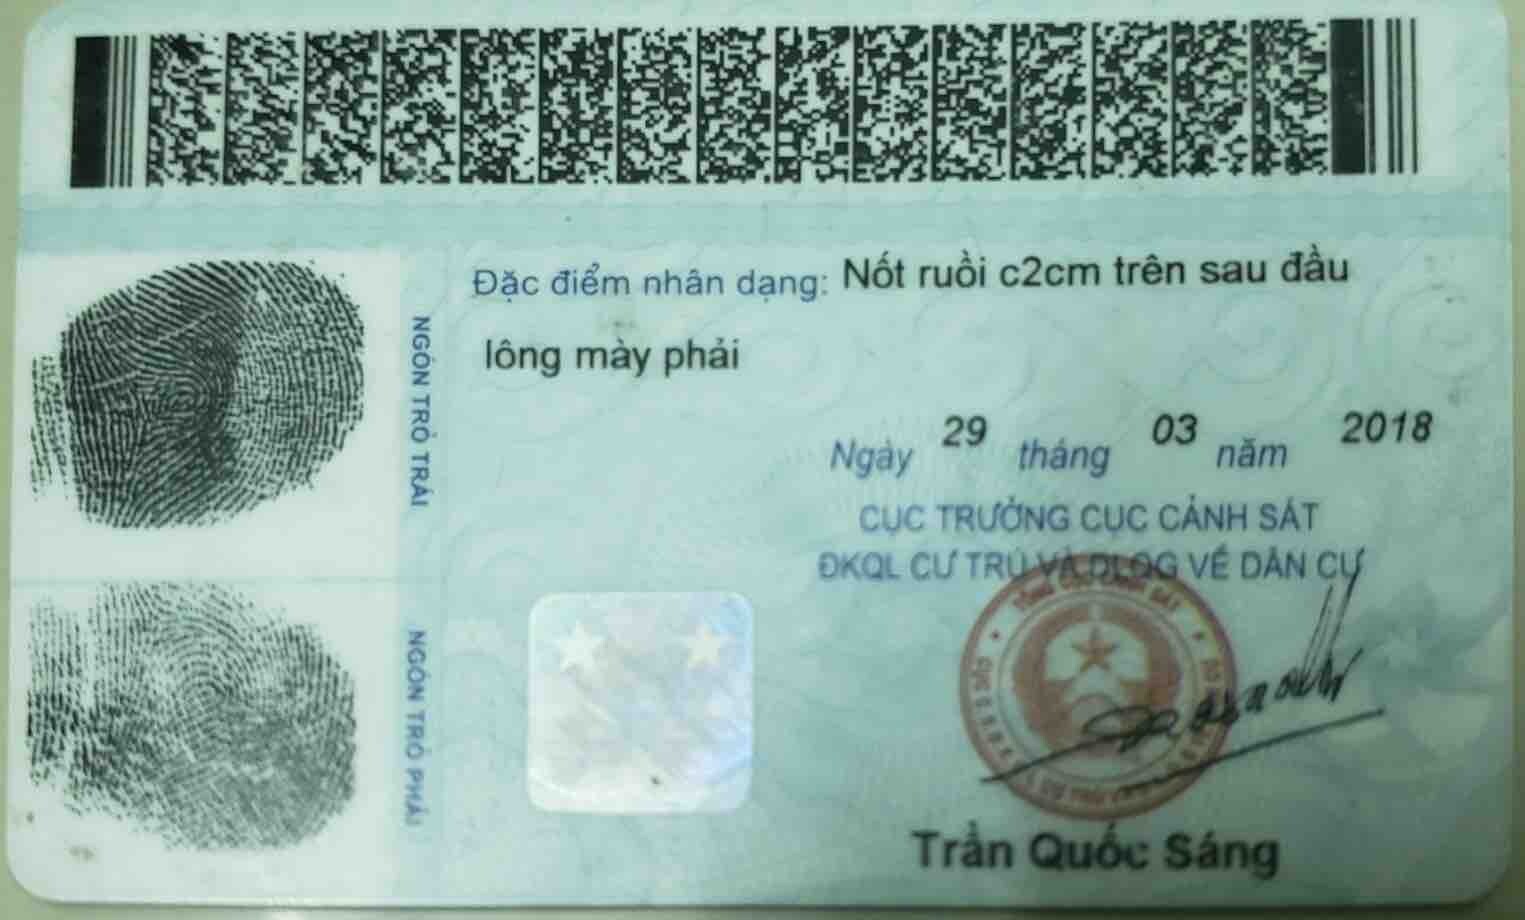 Đặc điểm nhân dạng: Nốt ruồi c2cm trên sau đầu
lông mày phải
Ngày 29 tháng 03 năm 2018
CỤC TRƯỞNG CỤC CẢNH SÁT
ĐKQL CƯ TRÚ VÀ DLQG VỀ DÂN CƯ
Trần Quốc Sáng
NGÓN TRỎ TRÁI
NGÓN TRỎ PHẢI